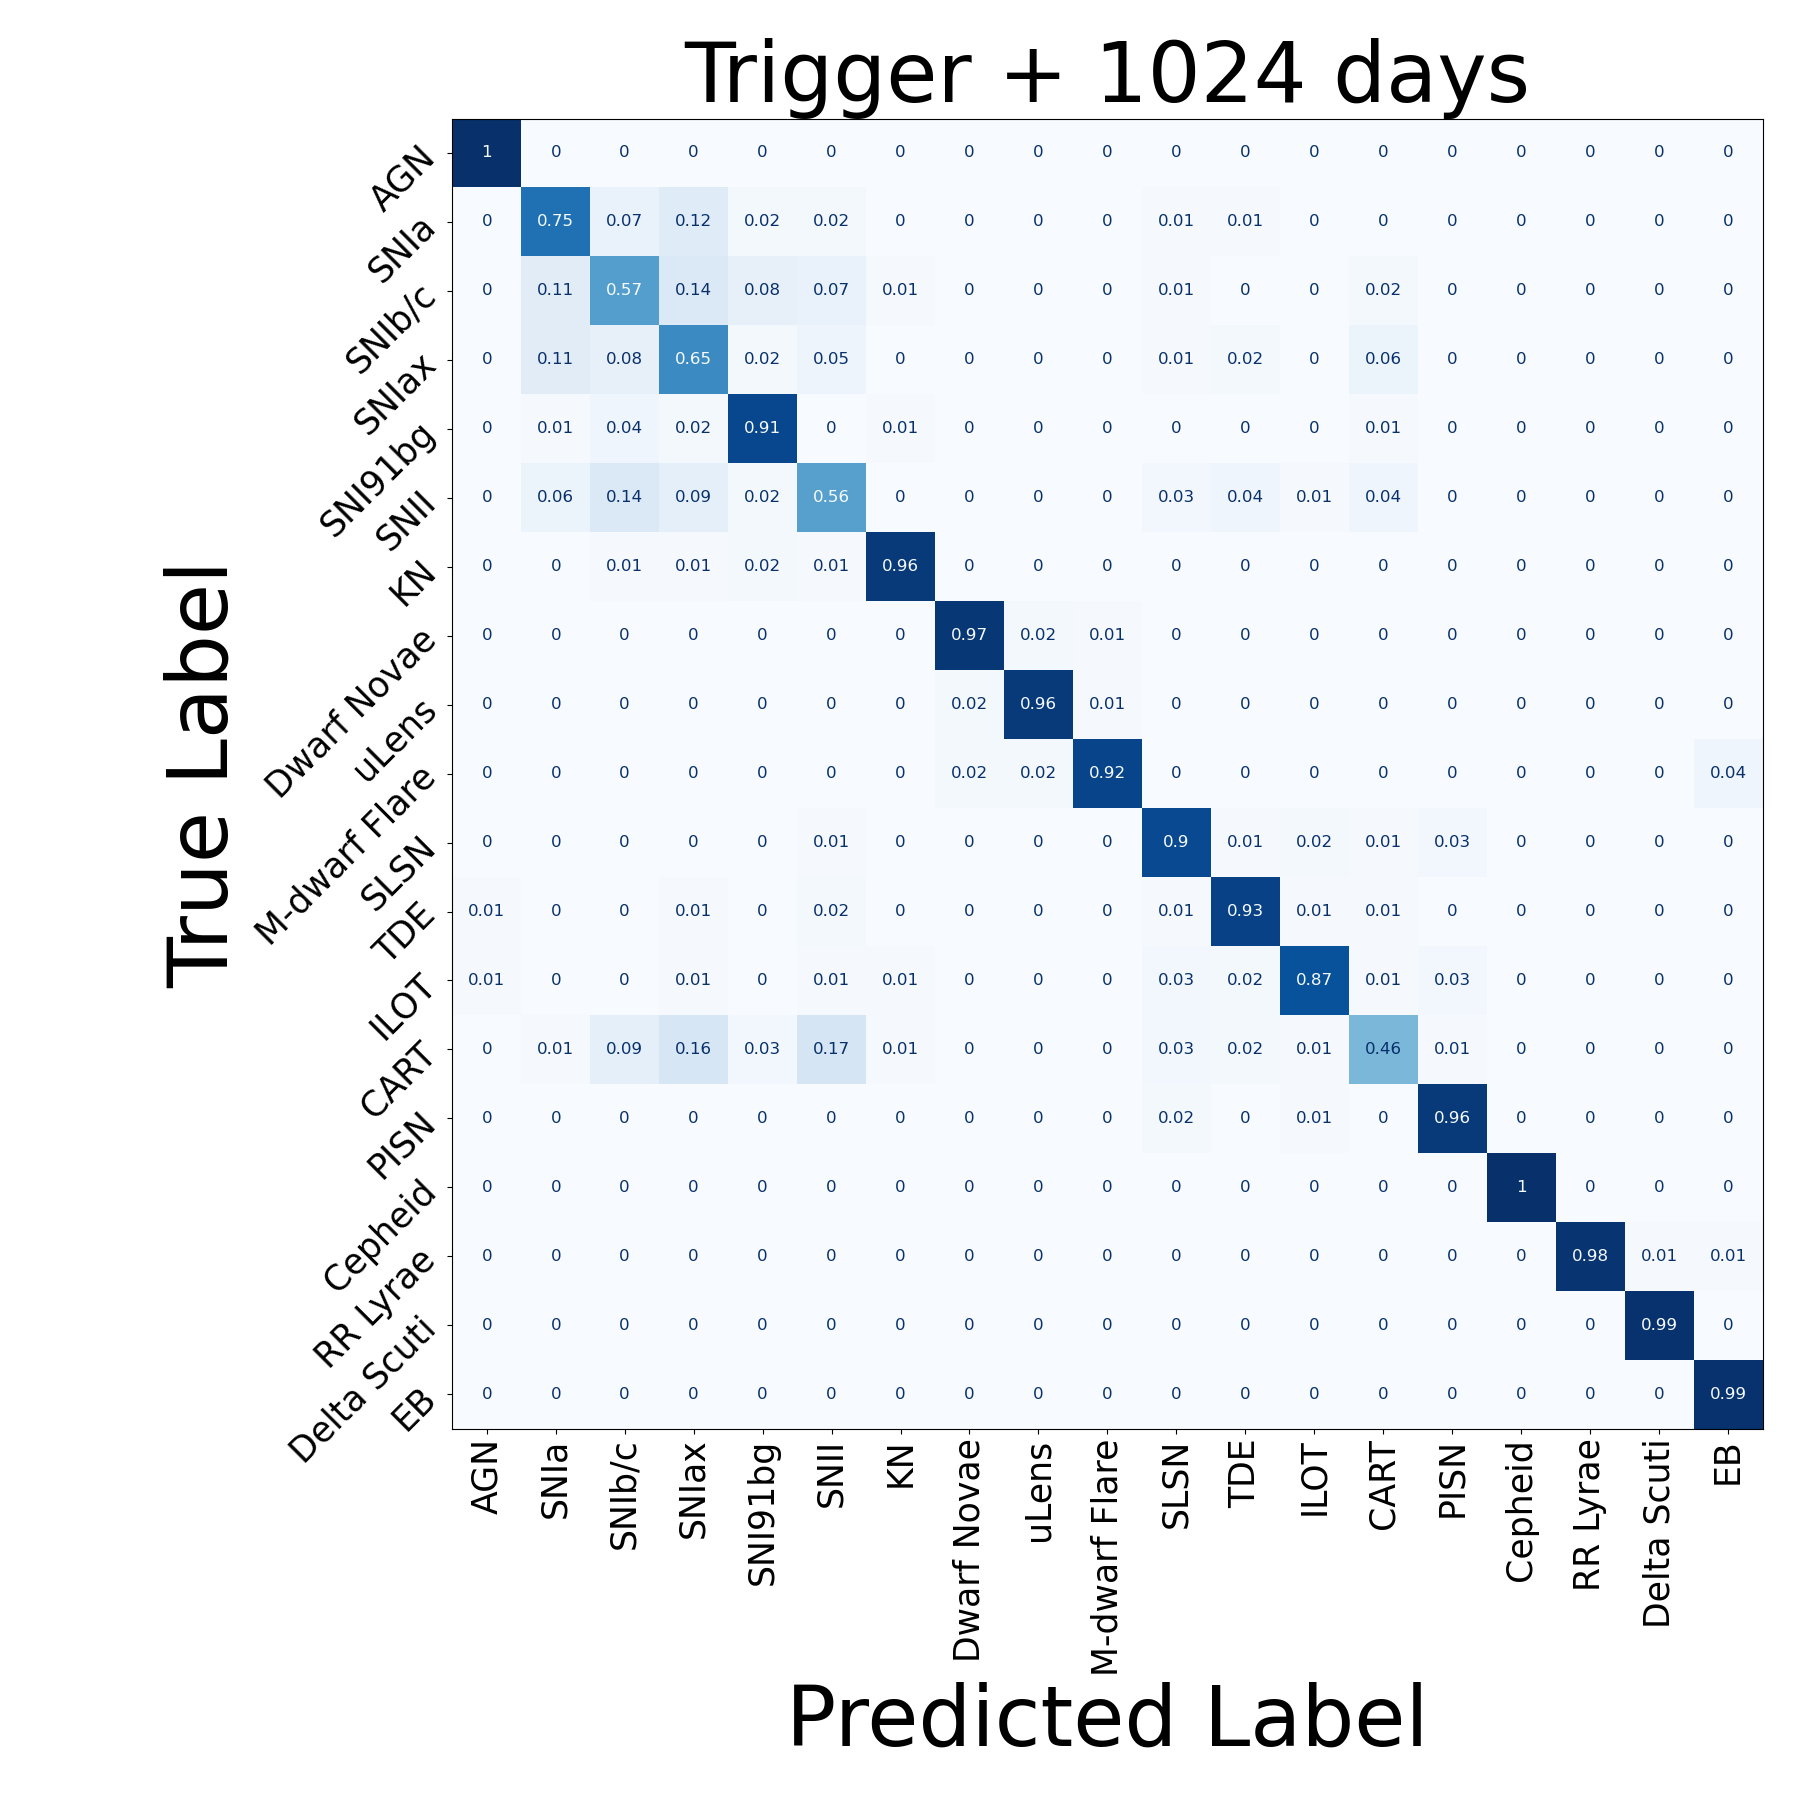 Trigger + 1024 days
True Label
AGN 1 0 0 0 0 0 0 0 0 0 0 0 0 0 0 0 0 0 0
SNIa 0 0.75 0.07 0.12 0.02 0.02 0 0 0 0 0.01 0.01 0 0 0 0 0 0 0
SNIb/c 0 0.11 0.57 0.14 0.08 0.07 0.01 0 0 0 0.01 0 0 0.02 0 0 0 0 0
SNIax 0 0.11 0.08 0.65 0.02 0.05 0 0 0 0 0.01 0.02 0 0.06 0 0 0 0 0
SNI91bg 0 0.01 0.04 0.02 0.91 0 0.01 0 0 0 0 0 0 0.01 0 0 0 0 0
SNII 0 0.06 0.14 0.09 0.02 0.56 0 0 0 0 0.03 0.04 0.01 0.04 0 0 0 0 0
KN 0 0 0.01 0.01 0.02 0.01 0.96 0 0 0 0 0 0 0 0 0 0 0 0
Dwarf Novae 0 0 0 0 0 0 0 0.97 0.02 0.01 0 0 0 0 0 0 0 0 0
uLens 0 0 0 0 0 0 0 0.02 0.96 0.01 0 0 0 0 0 0 0 0 0
M-dwarf Flare 0 0 0 0 0 0 0 0.02 0.02 0.92 0 0 0 0 0 0 0 0 0.04
SLSN 0 0 0 0 0 0.01 0 0 0 0 0.9 0.01 0.02 0.01 0.03 0 0 0 0
TDE 0.01 0 0 0.01 0 0.02 0 0 0 0 0.01 0.93 0.01 0.01 0 0 0 0 0
ILOT 0.01 0 0 0.01 0 0.01 0.01 0 0 0 0.03 0.02 0.87 0.01 0.03 0 0 0 0
CART 0 0.01 0.09 0.16 0.03 0.17 0.01 0 0 0 0.03 0.02 0.01 0.46 0.01 0 0 0 0
PISN 0 0 0 0 0 0 0 0 0 0 0.02 0 0.01 0 0.96 0 0 0 0
Cepheid 0 0 0 0 0 0 0 0 0 0 0 0 0 0 0 1 0 0 0
RR Lyrae 0 0 0 0 0 0 0 0 0 0 0 0 0 0 0 0 0.98 0.01 0.01
Delta Scuti 0 0 0 0 0 0 0 0 0 0 0 0 0 0 0 0 0 0.99 0
EB 0 0 0 0 0 0 0 0 0 0 0 0 0 0 0 0 0 0 0.99
AGN SNIa SNIb/c SNIax SNI91bg SNII KN Dwarf Novae uLens M-dwarf Flare SLSN TDE ILOT CART PISN Cepheid RR Lyrae Delta Scuti EB
Predicted Label